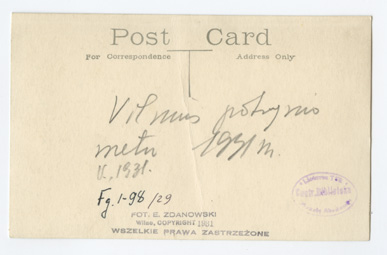 Post Card
For Correspondence Address Only
Vilnius potvynio
metu 1931 m.
V.1931.
Fg.1-98/29
FOT. E. ZDANOWSKI
Wilno, COPYRIGHT 1931
WSZELKIE PRAWA ZASTRZEŻONE